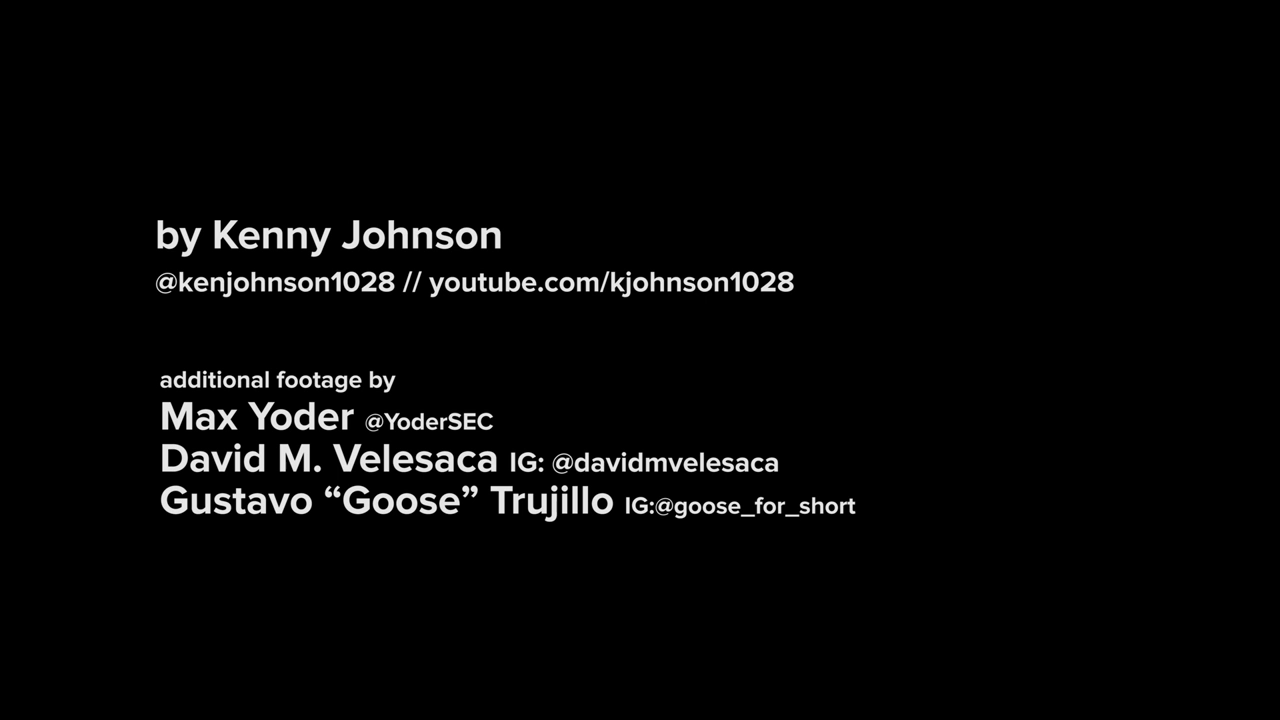 by Kenny Johnson
@kenjohnson1028 // youtube.com/kjohnson1028
additional footage by
Max Yoder @YoderSEC
David M. Velesaca IG: @davidmvelesaca
Gustavo “Goose” Trujillo IG:@goose_for_short